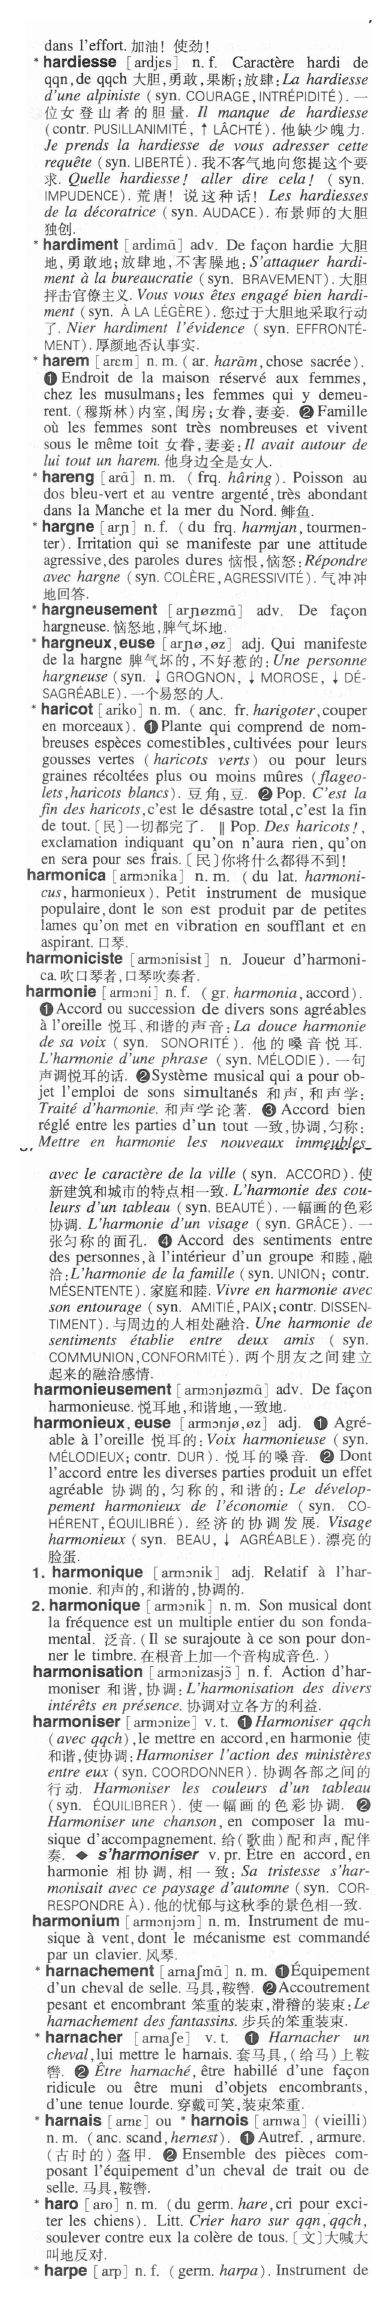 dans l'effort. 加油! 使劲!
* hardiesse [ardjɛs] n. f. Caractère hardi de
qqn, de qqch 大胆,勇敢,果断;放肆:La hardiesse
d'une alpiniste (syn. COURAGE, INTRÉPIDITÉ). 一
位女登山者的胆量. Il manque de hardiesse
(contr. PUSILLANIMITÉ, ↑ LÂCHTÉ). 他缺少魄力.
Je prends la hardiesse de vous adresser cette
requête (syn. LIBERTÉ). 我不客气地向您提这个要
求. Quelle hardiesse! aller dire cela! (syn.
IMPUDENCE). 荒唐! 说这种话! Les hardiesses
de la décoratrice (syn. AUDACE). 布景师的大胆
独创.
* hardiment [ardimɑ̃] adv. De façon hardie 大胆
地,勇敢地;放肆地,不害臊地:S'attaquer hardi-
ment à la bureaucratie (syn. BRAVEMENT). 大胆
抨击官僚主义. Vous vous êtes engagé bien hardi-
ment (syn. À LA LÉGÈRE). 您过于大胆地采取行动
了. Nier hardiment l'évidence (syn. EFFRONTÉ-
MENT). 厚颜地否认事实.
* harem [arɛm] n. m. (ar. harām, chose sacrée).
❶ Endroit de la maison réservé aux femmes,
chez les musulmans; les femmes qui y demeu-
rent. (穆斯林)内室,闺房;女眷,妻妾. ❷ Famille
où les femmes sont très nombreuses et vivent
sous le même toit 女眷,妻妾:Il avait autour de
lui tout un harem. 他身边全是女人.
* hareng [arɑ̃] n. m. (frq. hâring). Poisson au
dos bleu-vert et au ventre argenté, très abondant
dans la Manche et la mer du Nord. 鲱鱼.
* hargne [arɲ] n. f. (du frq. harmjan, tourmen-
ter). Irritation qui se manifeste par une attitude
agressive, des paroles dures 恼恨,恼怒:Répondre
avec hargne (syn. COLÈRE, AGRESSIVITÉ). 气冲冲
地回答.
* hargneusement [arɲøzmɑ̃] adv. De façon
hargneuse. 恼怒地,脾气坏地.
* hargneux, euse [arɲø, øz] adj. Qui manifeste
de la hargne 脾气坏的,不好惹的:Une personne
hargneuse (syn. ↓ GROGNON, ↓ MOROSE, ↓ DÉ-
SAGRÉABLE). 一个易怒的人.
* haricot [ariko] n. m. (anc. fr. harigoter, couper
en morceaux). ❶ Plante qui comprend de nom-
breuses espèces comestibles, cultivées pour leurs
gousses vertes (haricots verts) ou pour leurs
graines récoltées plus ou moins mûres (flageo-
lets, haricots blancs). 豆角,豆. ❷ Pop. C'est la
fin des haricots, c'est le désastre total, c'est la fin
de tout. [民]一切都完了. ‖ Pop. Des haricots!,
exclamation indiquant qu'on n'aura rien, qu'on
en sera pour ses frais. [民]你将什么都得不到!
harmonica [armɔnika] n. m. (du lat. harmoni-
cus, harmonieux). Petit instrument de musique
populaire, dont le son est produit par de petites
lames qu'on met en vibration en soufflant et en
aspirant. 口琴.
harmoniciste [armɔnisist] n. Joueur d'harmoni-
ca. 吹口琴者,口琴吹奏者.
harmonie [armɔni] n. f. (gr. harmonia, accord).
❶ Accord ou succession de divers sons agréables
à l'oreille 悦耳、和谐的声音:La douce harmonie
de sa voix (syn. SONORITÉ). 他的嗓音悦耳.
L'harmonie d'une phrase (syn. MÉLODIE). 一句
声调悦耳的话. ❷ Système musical qui a pour ob-
jet l'emploi de sons simultanés 和声,和声学:
Traité d'harmonie. 和声学论著. ❸ Accord bien
réglé entre les parties d'un tout 一致,协调,匀称:
Mettre en harmonie les nouveaux immeubles
avec le caractère de la ville (syn. ACCORD). 使
新建筑和城市的特点相一致. L'harmonie des cou-
leurs d'un tableau (syn. BEAUTÉ). 一幅画的色彩
协调. L'harmonie d'un visage (syn. GRÂCE). 一
张匀称的面孔. ❹ Accord des sentiments entre
des personnes, à l'intérieur d'un groupe 和睦,融
洽:L'harmonie de la famille (syn. UNION; contr.
MÉSENTENTE). 家庭和睦. Vivre en harmonie avec
son entourage (syn. AMITIÉ, PAIX; contr. DISSEN-
TIMENT). 与周边的人相处融洽. Une harmonie de
sentiments établie entre deux amis (syn.
COMMUNION, CONFORMITÉ). 两个朋友之间建立
起来的融洽感情.
harmonieusement [armɔnjøzmɑ̃] adv. De façon
harmonieuse. 悦耳地,和谐地,一致地.
harmonieux, euse [armɔnjø, øz] adj. ❶ Agré-
able à l'oreille 悦耳的:Voix harmonieuse (syn.
MÉLODIEUX; contr. DUR). 悦耳的嗓音. ❷ Dont
l'accord entre les diverses parties produit un effet
agréable 协调的,匀称的,和谐的:Le dévelop-
pement harmonieux de l'économie (syn. CO-
HÉRENT, ÉQUILIBRÉ). 经济的协调发展. Visage
harmonieux (syn. BEAU, ↓ AGRÉABLE). 漂亮的
脸蛋.
1. harmonique [armɔnik] adj. Relatif à l'har-
monie. 和声的,和谐的,协调的.
2. harmonique [armɔnik] n. m. Son musical dont
la fréquence est un multiple entier du son fonda-
mental. 泛音. (Il se surajoute à ce son pour don-
ner le timbre. 在根音上加一个音构成音色.)
harmonisation [armɔnizasjɔ̃] n. f. Action d'har-
moniser 和谐,协调:L'harmonisation des divers
intérêts en présence. 协调对立各方的利益.
harmoniser [armɔnize] v. t. ❶ Harmoniser qqch
(avec qqch), le mettre en accord, en harmonie 使
和谐,使协调:Harmoniser l'action des ministères
entre eux (syn. COORDONNER). 协调各部之间的
行动. Harmoniser les couleurs d'un tableau
(syn. ÉQUILIBRER). 使一幅画的色彩协调. ❷
Harmoniser une chanson, en composer la mu-
sique d'accompagnement. 给(歌曲)配和声,配伴
奏. ◆ s'harmoniser v. pr. Être en accord, en
harmonie 相协调,相一致:Sa tristesse s'har-
monisait avec ce paysage d'automne (syn. COR-
RESPONDRE À). 他的忧郁与这秋季的景色相一致.
harmonium [armɔnjɔm] n. m. Instrument de mu-
sique à vent, dont le mécanisme est commandé
par un clavier. 风琴.
* harnachement [arnaʃmɑ̃] n. m. ❶ Équipement
d'un cheval de selle. 马具,鞍辔. ❷ Accoutrement
pesant et encombrant 笨重的装束,滑稽的装束:Le
harnachement des fantassins. 步兵的笨重装束.
* harnacher [arnaʃe] v. t. ❶ Harnacher un
cheval, lui mettre le harnais. 套马具,(给马)上鞍
辔. ❷ Être harnaché, être habillé d'une façon
ridicule ou être muni d'objets encombrants,
d'une tenue lourde. 穿戴可笑,装束笨重.
* harnais [arnɛ] ou * harnois [arnwa] (vieilli)
n. m. (anc. scand, hernest). ❶ Autref., armure.
(古时的)盔甲. ❷ Ensemble des pièces com-
posant l'équipement d'un cheval de trait ou de
selle. 马具,鞍辔.
* haro [aro] n. m. (du germ. hare, cri pour exci-
ter les chiens). Litt. Crier haro sur qqn, qqch,
soulever contre eux la colère de tous. [文]大喊大
叫地反对.
* harpe [arp] n. f. (germ. harpa). Instrument de